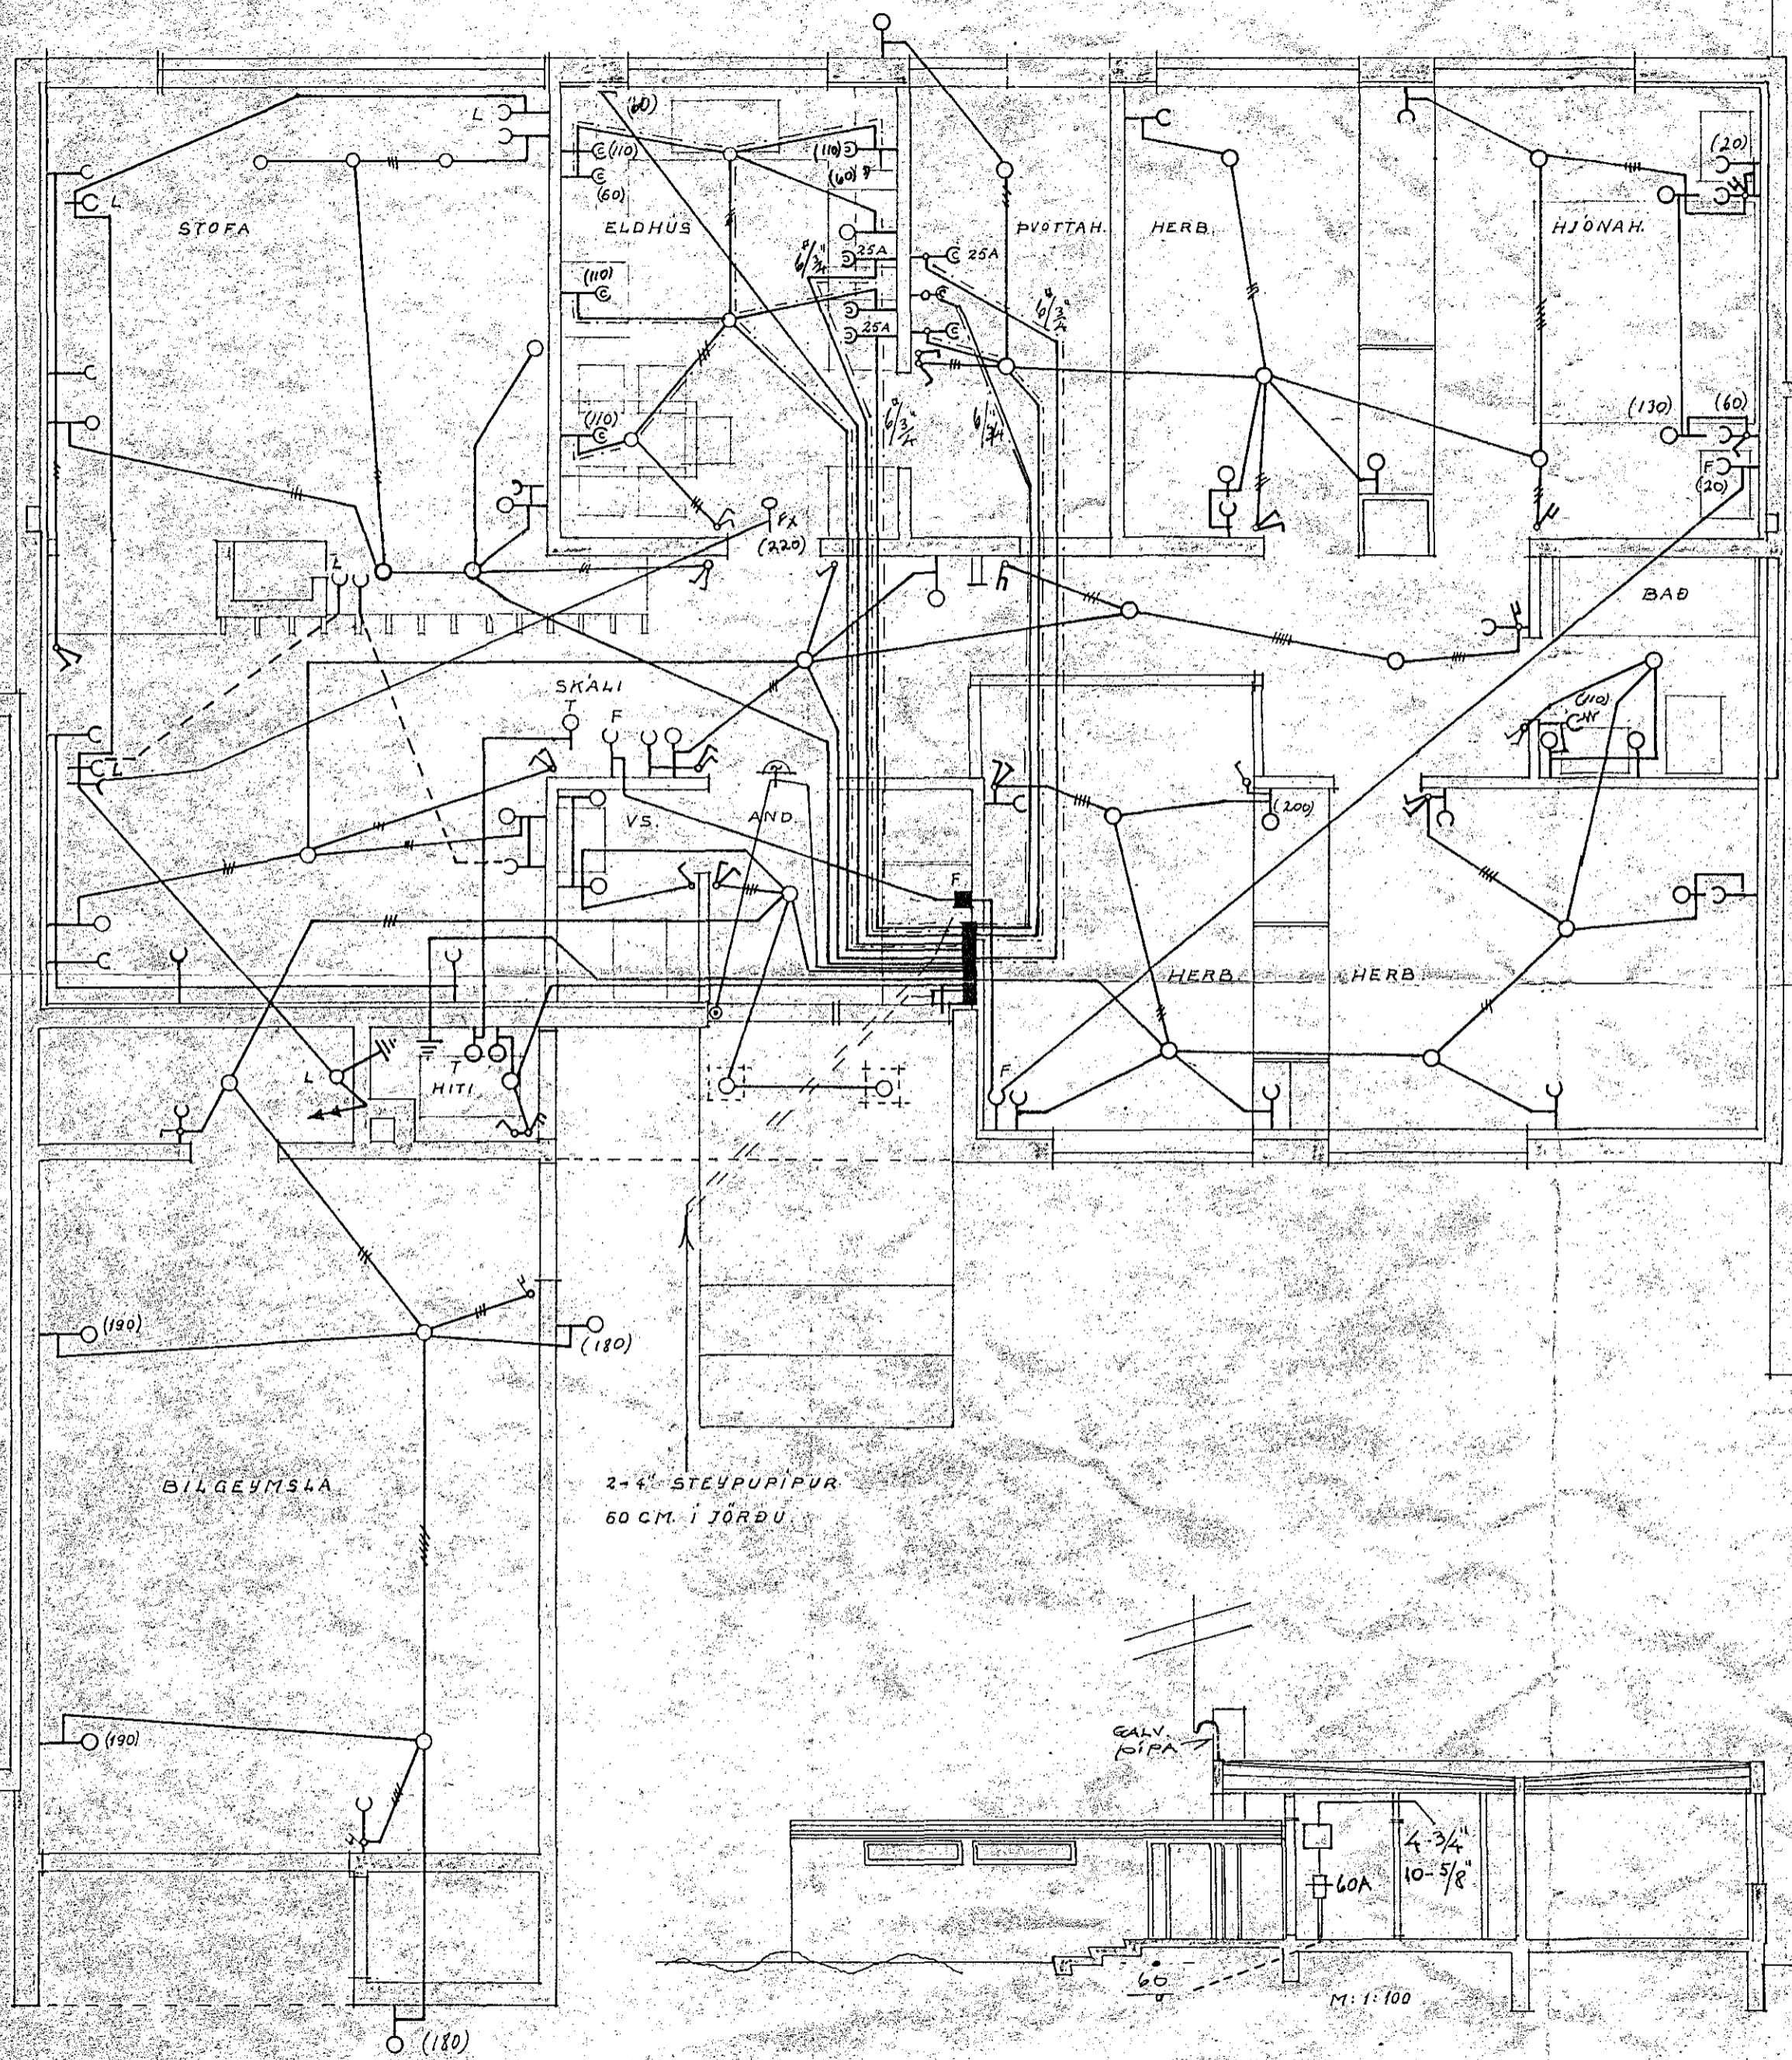 (60)
L
(110)
(110)
(20)
(60)
(60)
L
STOFA
ELDHÚS
ÞVOTTAH.
HERB.
HJÓNAH.
25A
25A
6/3/4"
(110)
6/3/4"
25A
(130)
(60)
(110)
6/3/4"
6/3/4"
F
(20)
FX
(220)
L
BAÐ
SKÁLI
T
F
(110)
L
(200)
VS.
AND.
F
HERB.
HERB.
L
T
HITI
F
(190)
(180)
BÍLGEYMSLA
2-4" STEYPUPÍPUR
60 CM. Í JÖRÐU
(190)
GALV.
PÍPA
4-3/4"
10-5/8"
60A
60
M: 1:100
(180)